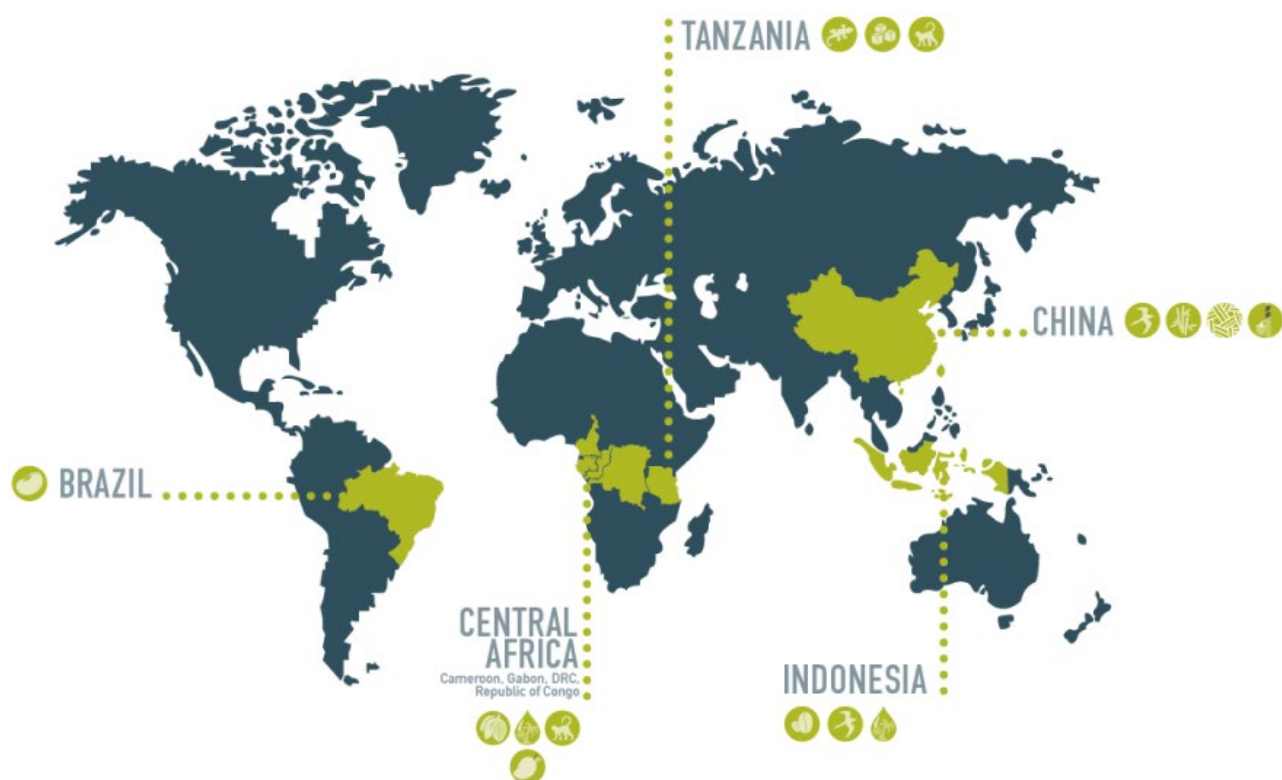 TANZANIA
CHINA
BRAZIL
CENTRAL
AFRICA
Cameroon, Gabon, DRC,
Republic of Congo
INDONESIA